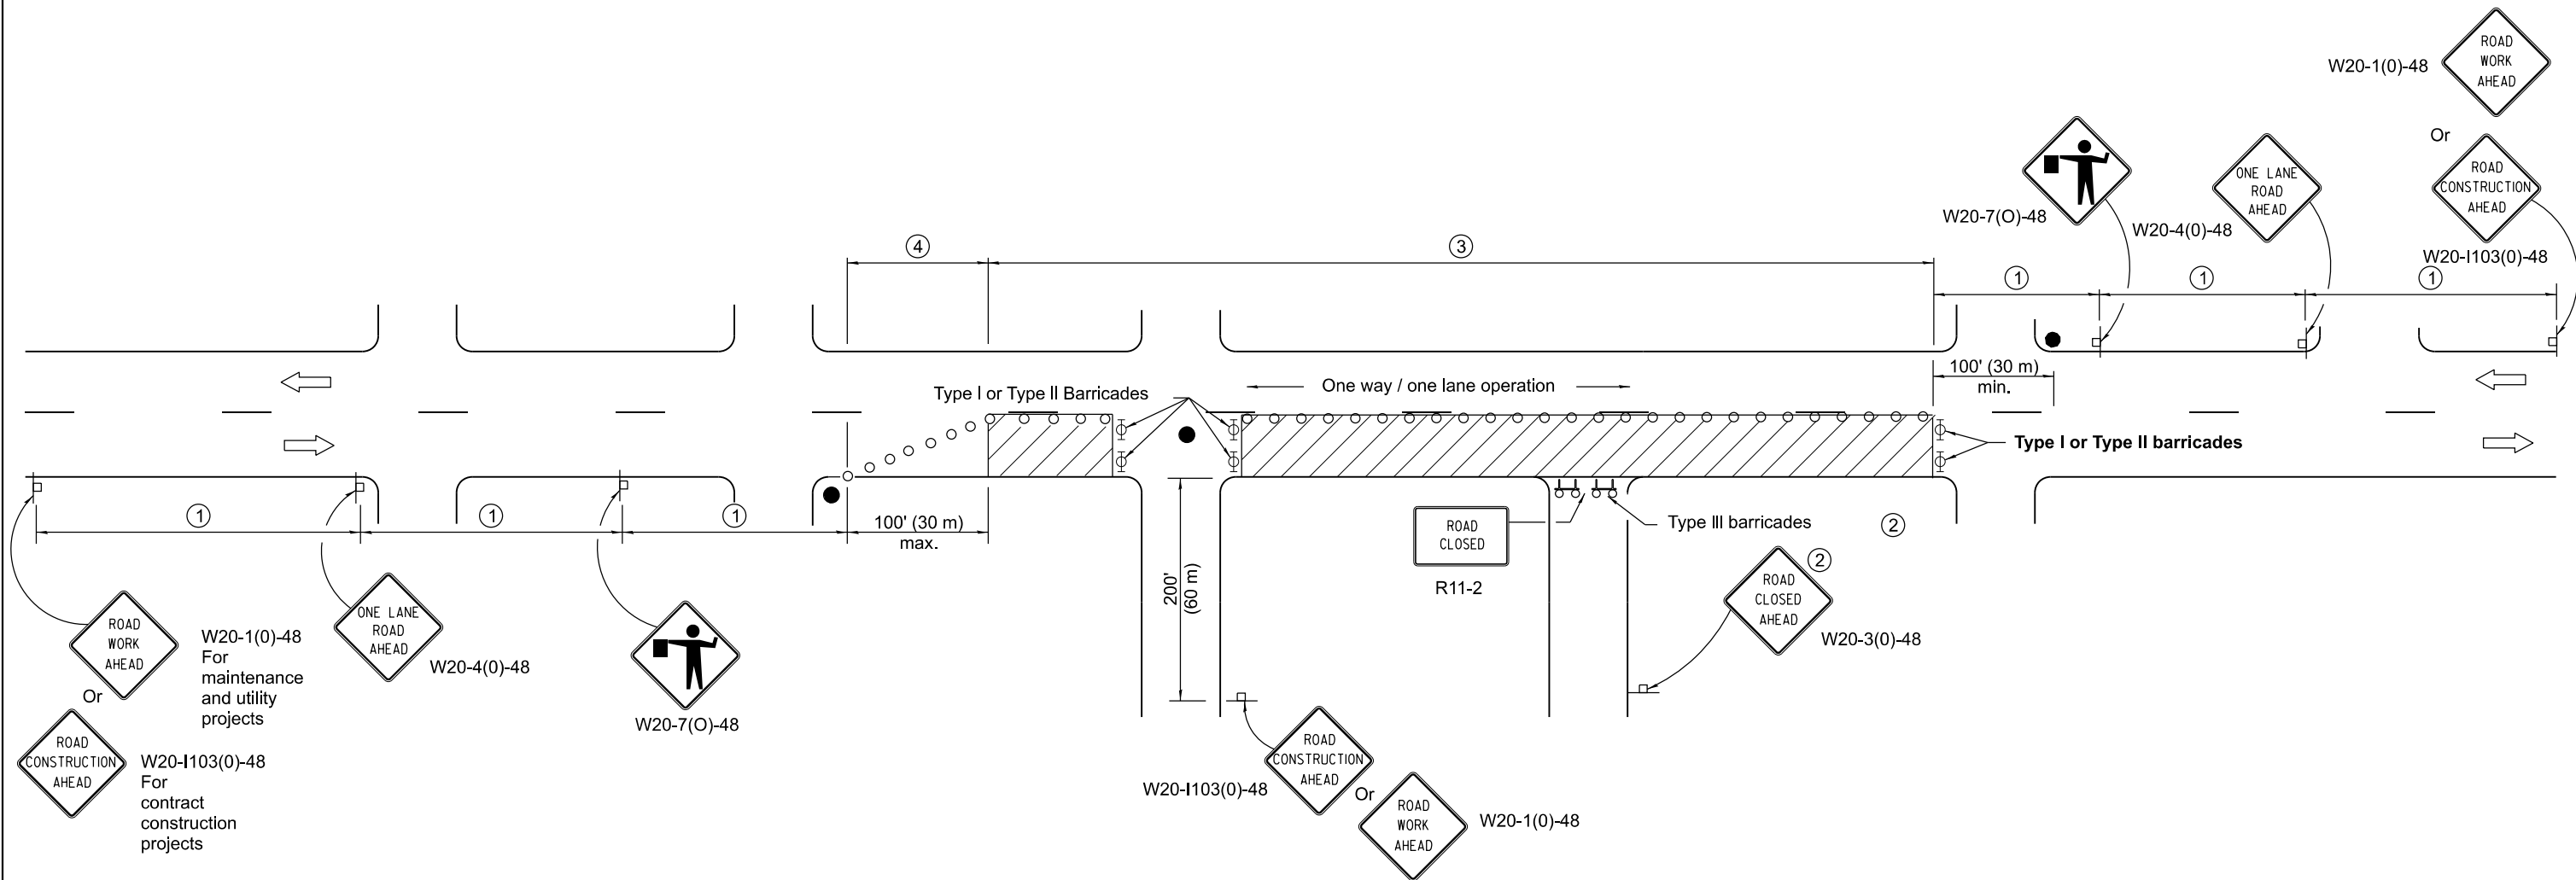 ROAD
WORK
AHEAD
W20-1(0)-48
Or
ROAD
CONSTRUCTION
AHEAD
W20-I103(0)-48
W20-7(O)-48
ONE LANE
ROAD
AHEAD
W20-4(0)-48
4
3
1
1
1
100' (30 m)
min.
Type I or Type II Barricades
One way / one lane operation
Type I or Type II barricades
1
1
1
100' (30 m)
max.
200'
(60 m)
ROAD
CLOSED
R11-2
Type III barricades
2
2
ROAD
CLOSED
AHEAD
W20-3(0)-48
ROAD
WORK
AHEAD
W20-1(0)-48
For
maintenance
and utility
projects
Or
ROAD
CONSTRUCTION
AHEAD
W20-I103(0)-48
For
contract
construction
projects
ONE LANE
ROAD
AHEAD
W20-4(0)-48
W20-7(O)-48
ROAD
CONSTRUCTION
AHEAD
W20-I103(0)-48
Or
ROAD
WORK
AHEAD
W20-1(0)-48